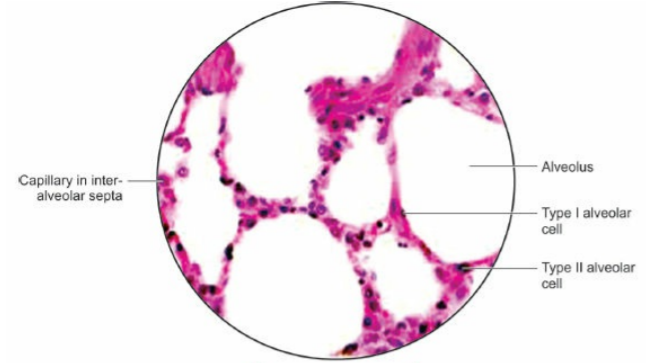 Capillary in inter-
alveolar septa
Alveolus
Type I alveolar
cell
Type II alveolar
cell